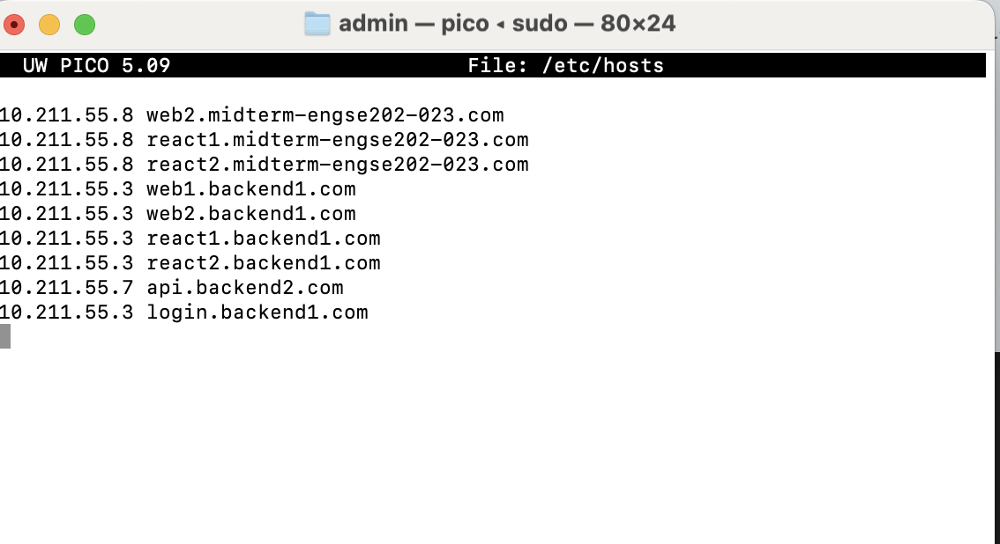 admin — pico ◂ sudo — 80×24
UW PICO 5.09 File: /etc/hosts
10.211.55.8 web2.midterm-engse202-023.com
10.211.55.8 react1.midterm-engse202-023.com
10.211.55.8 react2.midterm-engse202-023.com
10.211.55.3 web1.backend1.com
10.211.55.3 web2.backend1.com
10.211.55.3 react1.backend1.com
10.211.55.3 react2.backend1.com
10.211.55.7 api.backend2.com
10.211.55.3 login.backend1.com